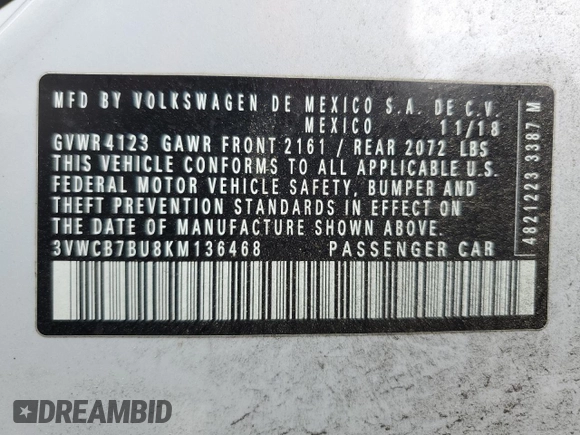 MFD BY VOLKSWAGEN DE MEXICO S.A. DE C.V.
MEXICO 11/18
GVWR 4123 GAWR FRONT 2161 / REAR 2072 LBS
THIS VEHICLE CONFORMS TO ALL APPLICABLE U.S.
FEDERAL MOTOR VEHICLE SAFETY, BUMPER AND
THEFT PREVENTION STANDARDS IN EFFECT ON
THE DATE OF MANUFACTURE SHOWN ABOVE.
3VWCB7BU8KM136468 PASSENGER CAR
4821223 3387 M
DREAMBID